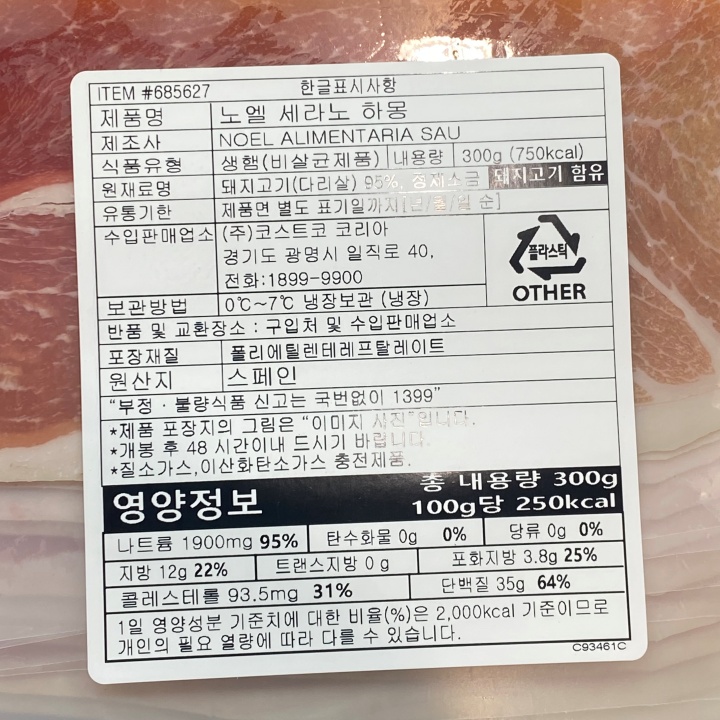 ITEM #685627 한글표시사항
제품명 노엘 세라노 하몽
제조사 NOEL ALIMENTARIA SAU
식품유형 생햄(비살균제품) 내용량 300g (750kcal)
원재료명 돼지고기(다리살) 95%, 정제소금 돼지고기 함유
유통기한 제품면 별도 표기일까지[년/월/일 순]
수입판매업소 (주)코스트코 코리아
경기도 광명시 일직로 40,
전화:1899-9900
플라스틱
OTHER
보관방법 0℃~7℃ 냉장보관 (냉장)
반품 및 교환장소 : 구입처 및 수입판매업소
포장재질 폴리에틸렌테레프탈레이트
원산지 스페인
"부정 · 불량식품 신고는 국번없이 1399"
*제품 포장지의 그림은 "이미지 사진"입니다.
*개봉 후 48 시간이내 드시기 바랍니다.
*질소가스,이산화탄소가스 충전제품.
영양정보 총 내용량 300g
100g당 250kcal
나트륨 1900mg 95% 탄수화물 0g 0% 당류 0g 0%
지방 12g 22% 트랜스지방 0 g 포화지방 3.8g 25%
콜레스테롤 93.5mg 31% 단백질 35g 64%
1일 영양성분 기준치에 대한 비율(%)은 2,000kcal 기준이므로
개인의 필요 열량에 따라 다를 수 있습니다.
C93461C